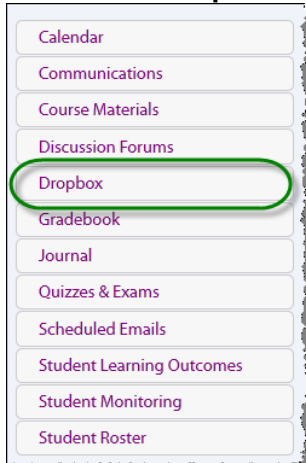 Calendar
Communications
Course Materials
Discussion Forums
Dropbox
Gradebook
Journal
Quizzes & Exams
Scheduled Emails
Student Learning Outcomes
Student Monitoring
Student Roster